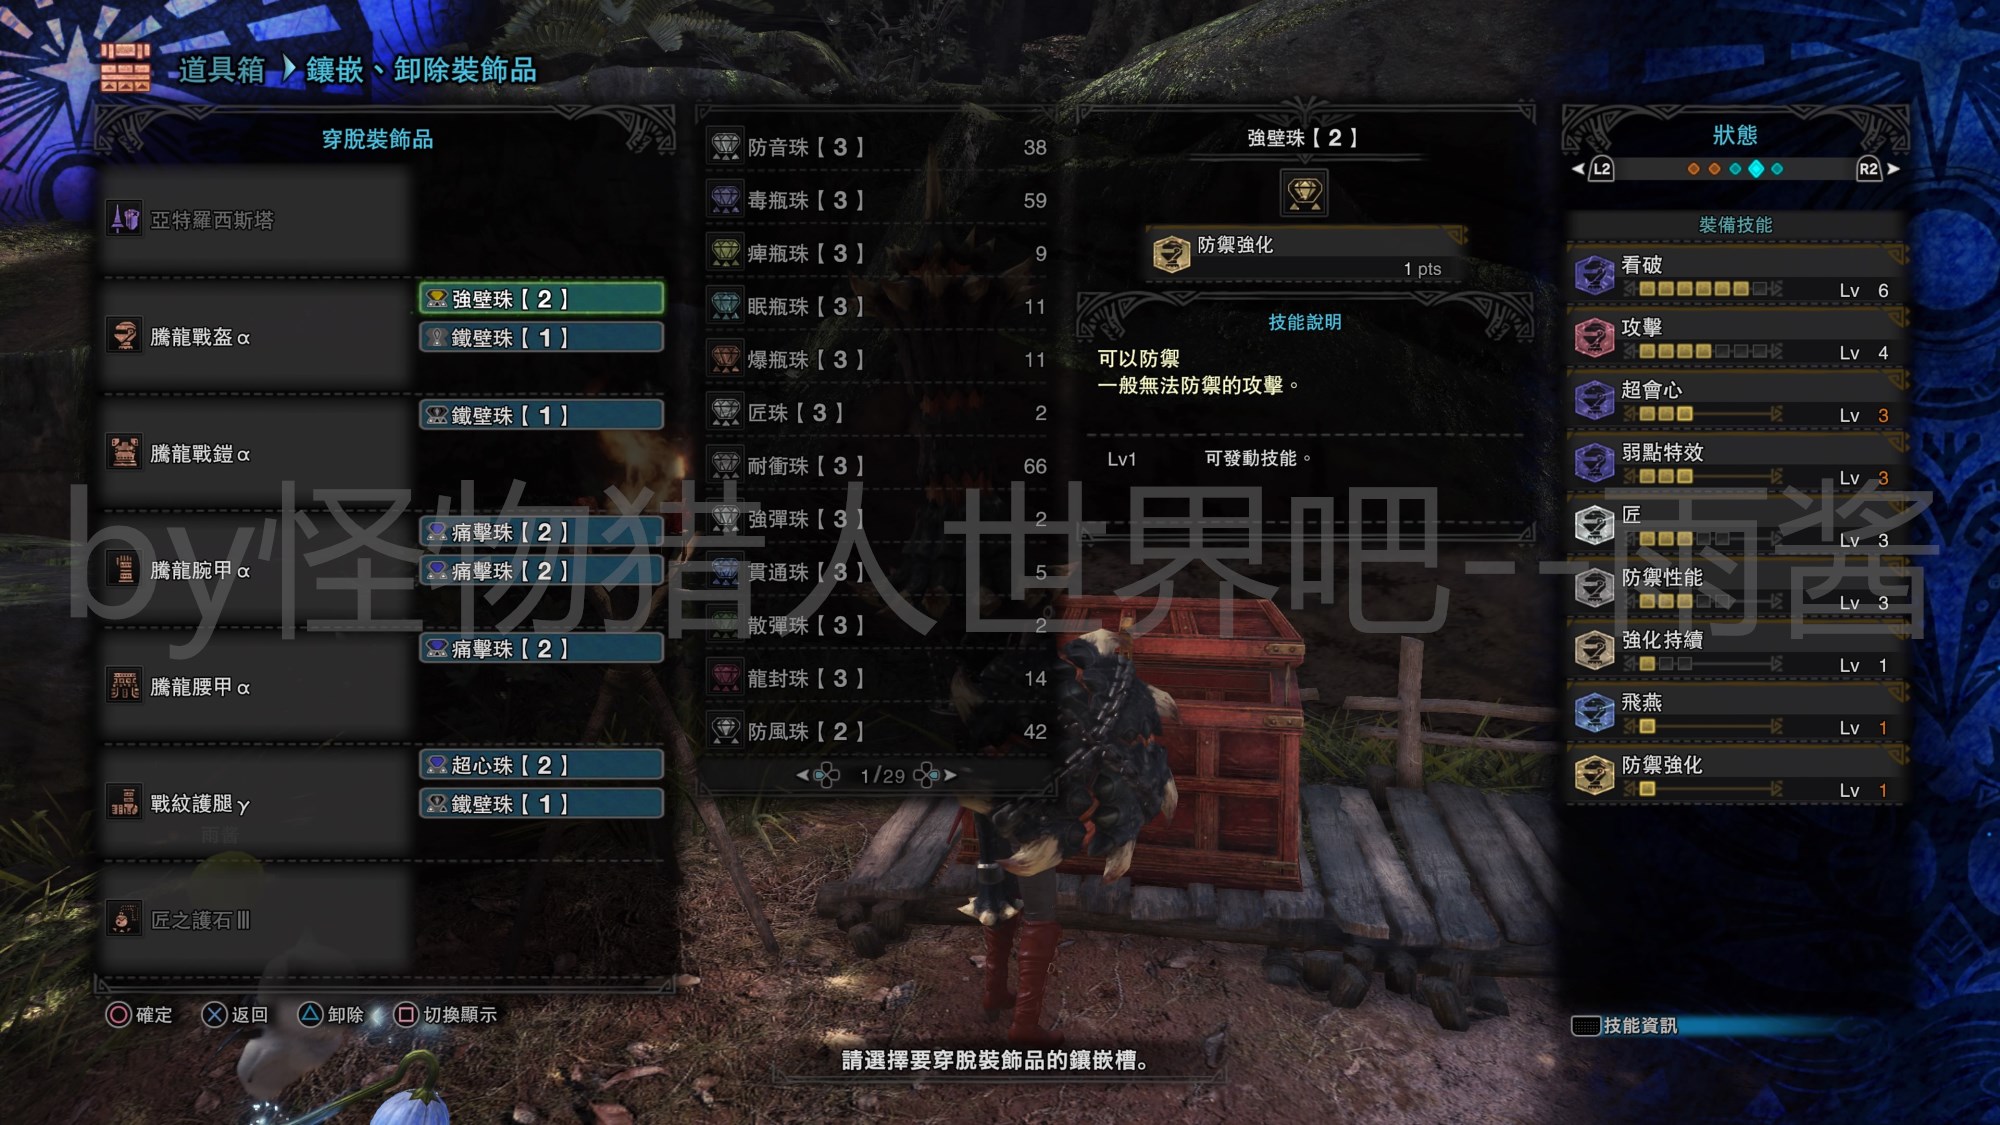 道具箱 鑲嵌、卸除裝飾品
穿脫裝飾品
亞特羅西斯塔
騰龍戰盔α
強壁珠【2】
鐵壁珠【1】
騰龍戰鎧α
鐵壁珠【1】
騰龍腕甲α
痛擊珠【2】
痛擊珠【2】
騰龍腰甲α
痛擊珠【2】
戰紋護腿γ
超心珠【2】
鐵壁珠【1】
雨醬
匠之護石Ⅲ
防音珠【3】 38
毒瓶珠【3】 59
痺瓶珠【3】 9
眠瓶珠【3】 11
爆瓶珠【3】 11
匠珠【3】 2
耐衝珠【3】 66
強彈珠【3】 2
貫通珠【3】 5
散彈珠【3】 2
龍封珠【3】 14
防風珠【2】 42
1/29
強壁珠【2】
防禦強化
1 pts
技能說明
可以防禦
一般無法防禦的攻擊。
Lv1 可發動技能。
狀態
L2 R2
裝備技能
看破
Lv 6
攻擊
Lv 4
超會心
Lv 3
弱點特效
Lv 3
匠
Lv 3
防禦性能
Lv 3
強化持續
Lv 1
飛燕
Lv 1
防禦強化
Lv 1
技能資訊
by怪物猎人世界吧--雨酱
確定 返回 卸除 切換顯示
請選擇要穿脫裝飾品的鑲嵌槽。